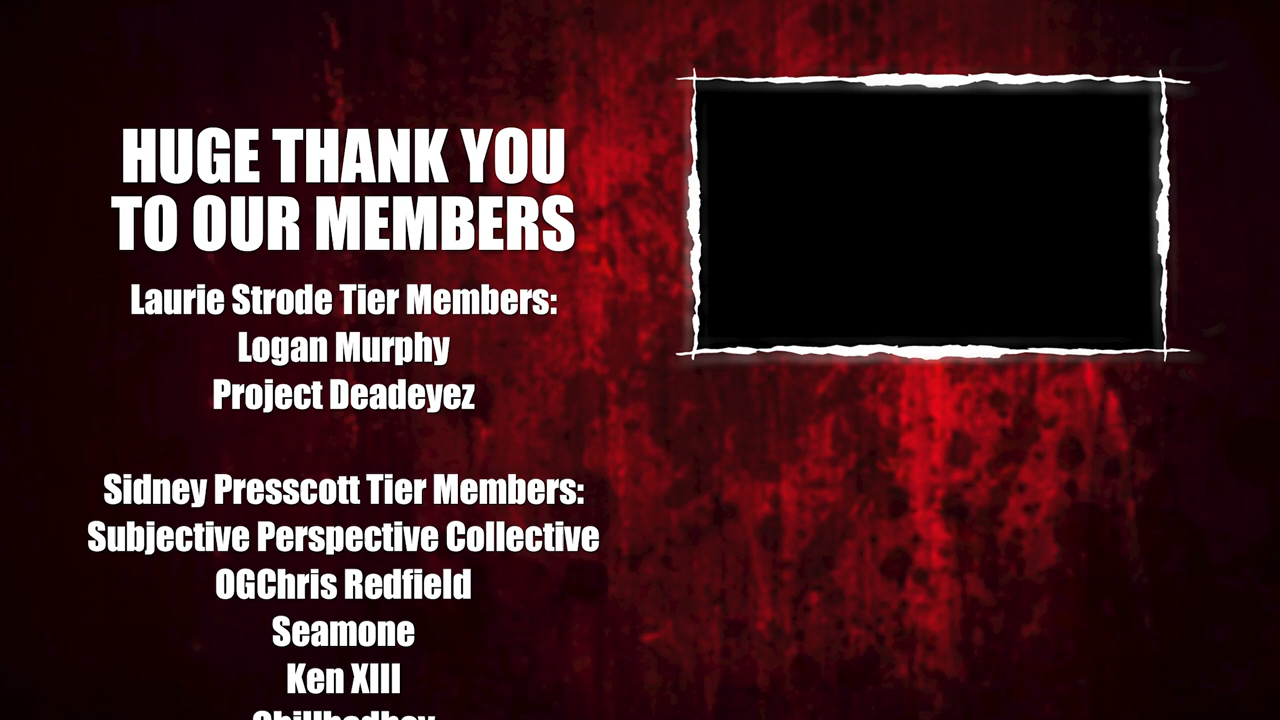 HUGE THANK YOU
TO OUR MEMBERS
Laurie Strode Tier Members:
Logan Murphy
Project Deadeyez
Sidney Presscott Tier Members:
Subjective Perspective Collective
OGChris Redfield
Seamone
Ken XIII